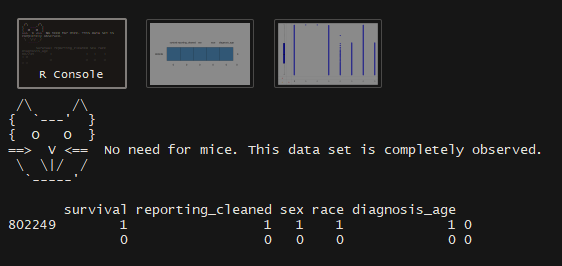 R Console
 /\     /\
{  `---'  }
{  O   O  }
==>  V <==  No need for mice. This data set is completely observed.
 \  \|/  /
  `-----'
survival reporting_cleaned sex race diagnosis_age
802249 1 1 1 1 1 0
0 0 0 0 0 0